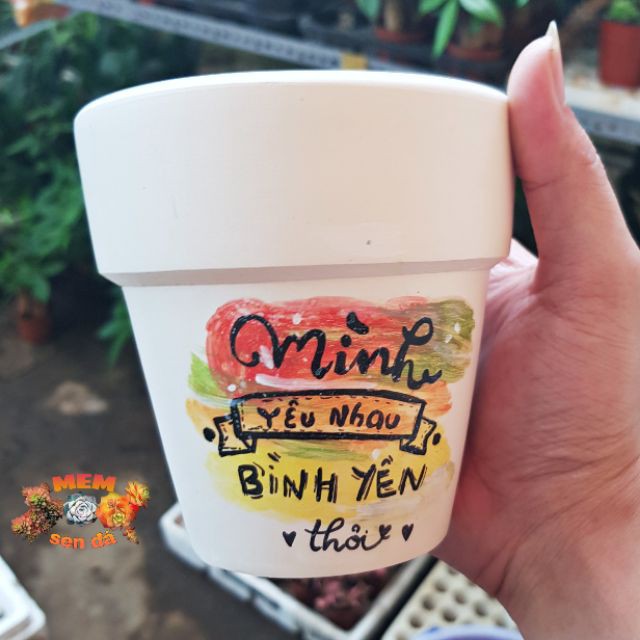 Mình
Yêu Nhau
BÌNH YÊN
thôi
MEM
sen đá